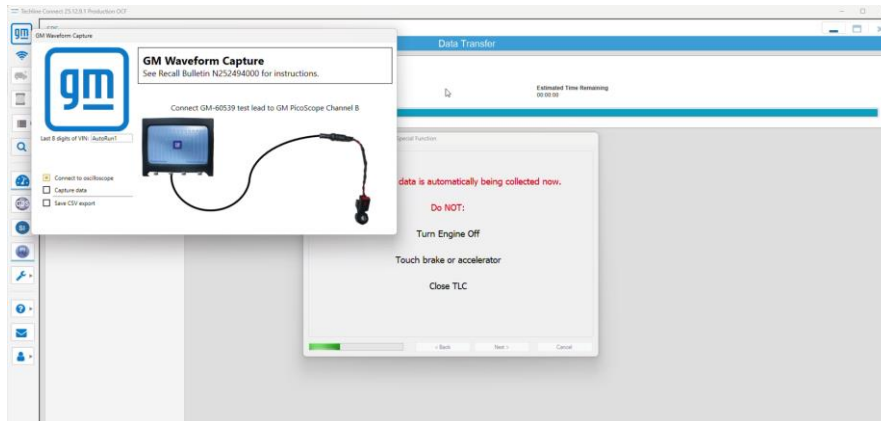 Techline Connect 23.12.0.1 Production DCF
Data Transfer
gm
GM Waveform Capture
gm
GM Waveform Capture
See Recall Bulletin N252494000 for instructions.
Connect GM-60539 test lead to GM PicoScope Channel B
Last 8 digits of VIN: AutoRun1
Connect to oscilloscope
Capture data
Save CSV export
Estimated Time Remaining
00:00:00
Special Function
data is automatically being collected now.
Do NOT:
Turn Engine Off
Touch brake or accelerator
Close TLC
< Back
Next >
Cancel